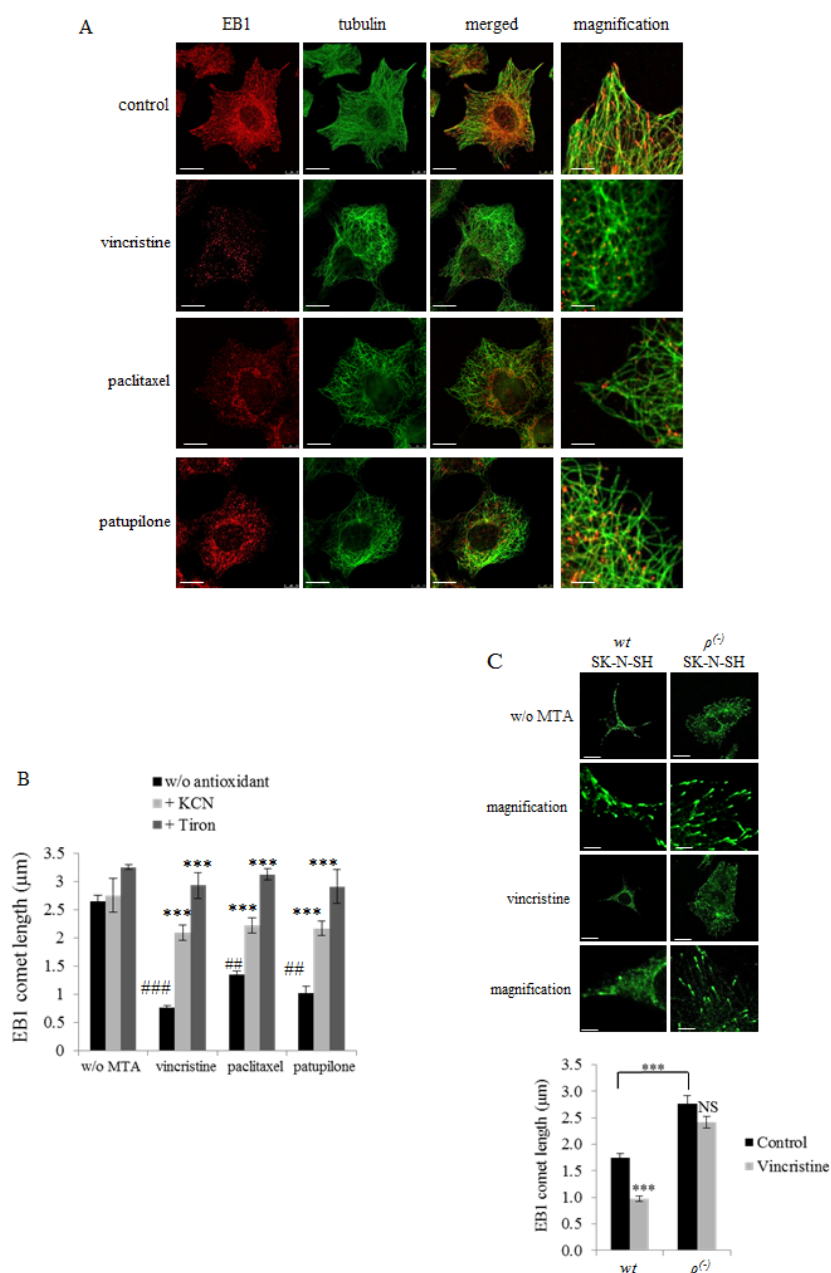 A
EB1 tubulin merged magnification
control
vincristine
paclitaxel
patupilone
B
w/o antioxidant
+ KCN
+ Tiron
EB1 comet length (µm)
3.5
3
2.5
2
1.5
1
0.5
0
###
***
***
##
***
***
##
***
***
w/o MTA vincristine paclitaxel patupilone
C
wt ρ(-)
SK-N-SH SK-N-SH
w/o MTA
magnification
vincristine
magnification
EB1 comet length (µm)
3.5
3.0
2.5
2.0
1.5
1.0
0.5
0.0
***
***
NS
Control
Vincristine
wt ρ(-)